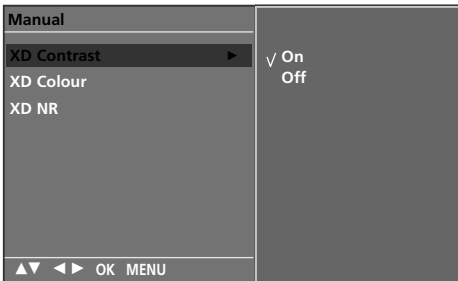 Manual
XD Contrast ►
XD Colour
XD NR
√ On
Off
▲▼ ◄► OK MENU